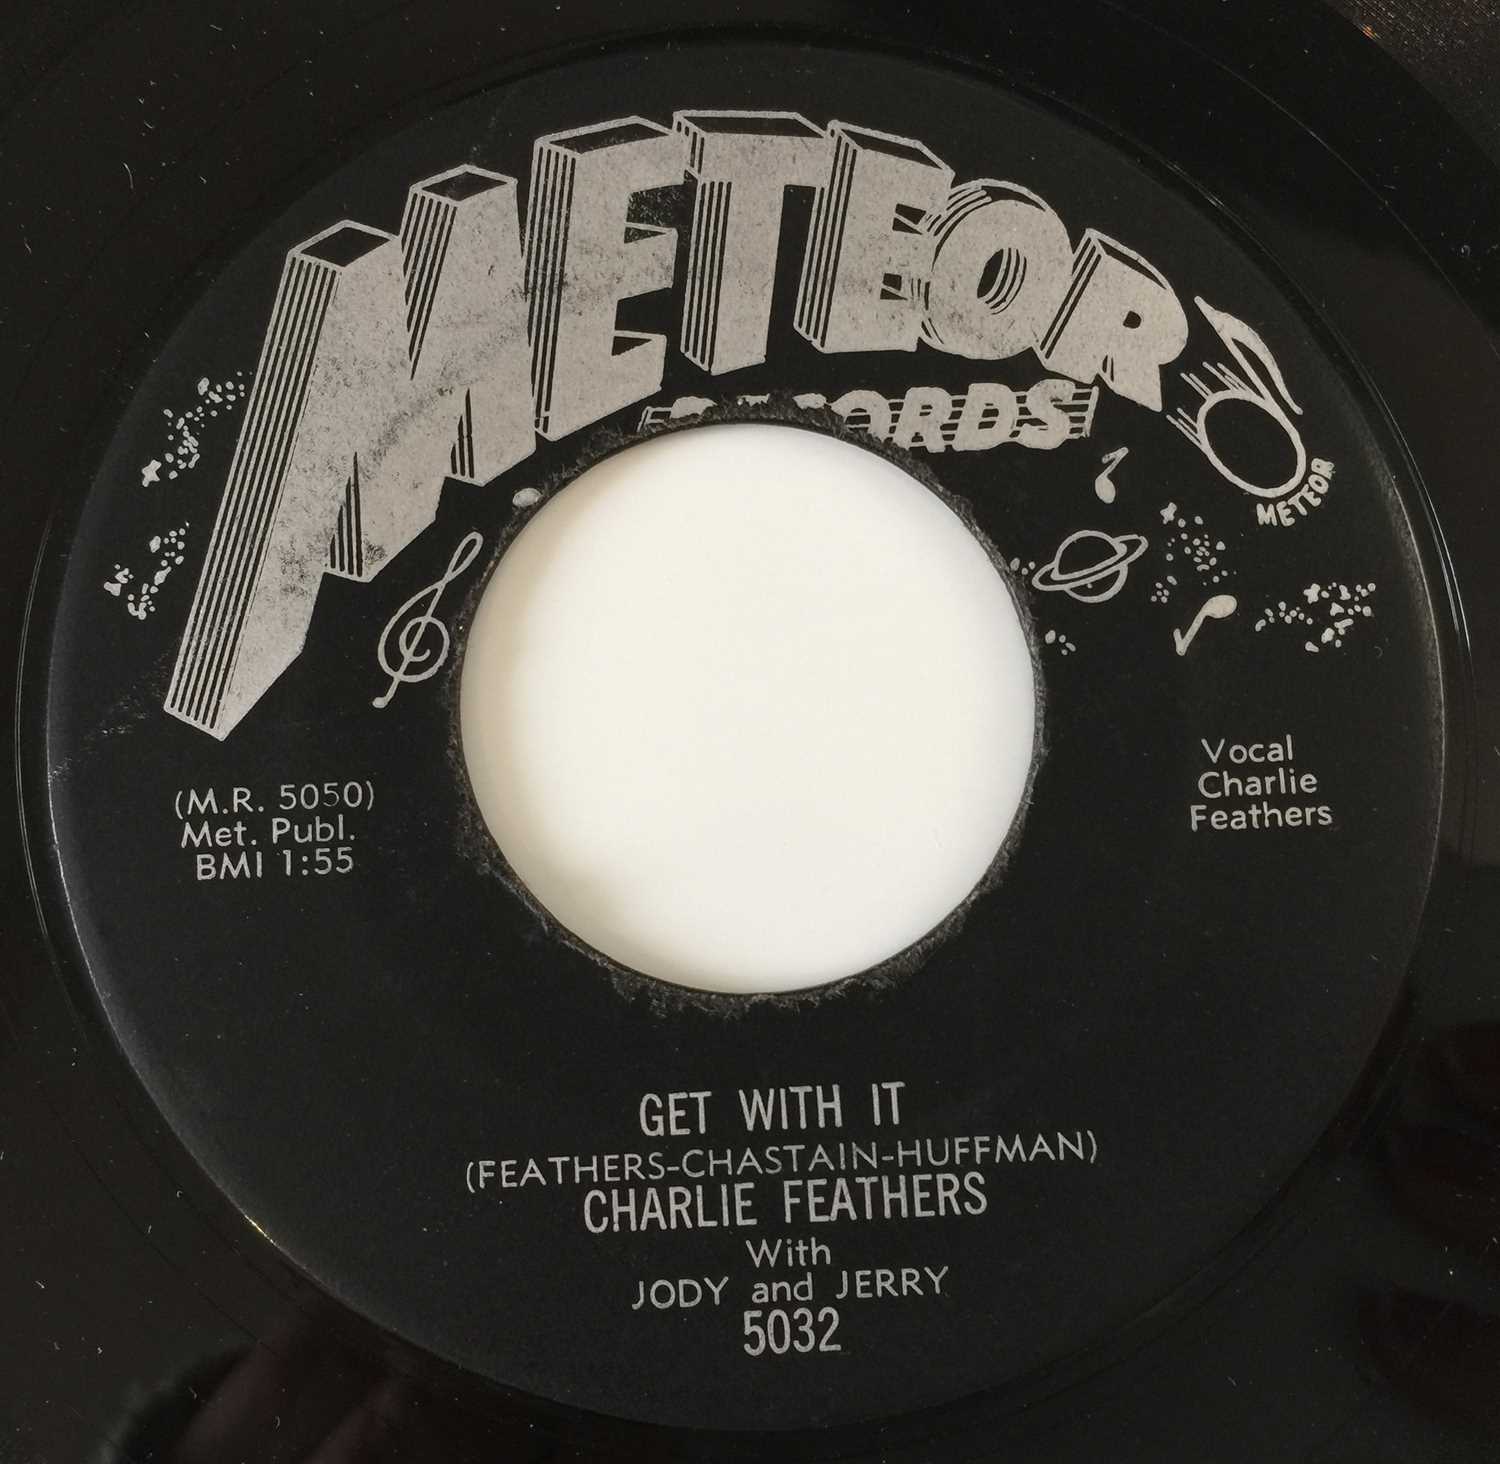 METEOR
RECORDS
METEOR
(M.R. 5050)
Met. Publ.
BMI 1:55
Vocal
Charlie
Feathers
GET WITH IT
(FEATHERS-CHASTAIN-HUFFMAN)
CHARLIE FEATHERS
With
JODY and JERRY
5032